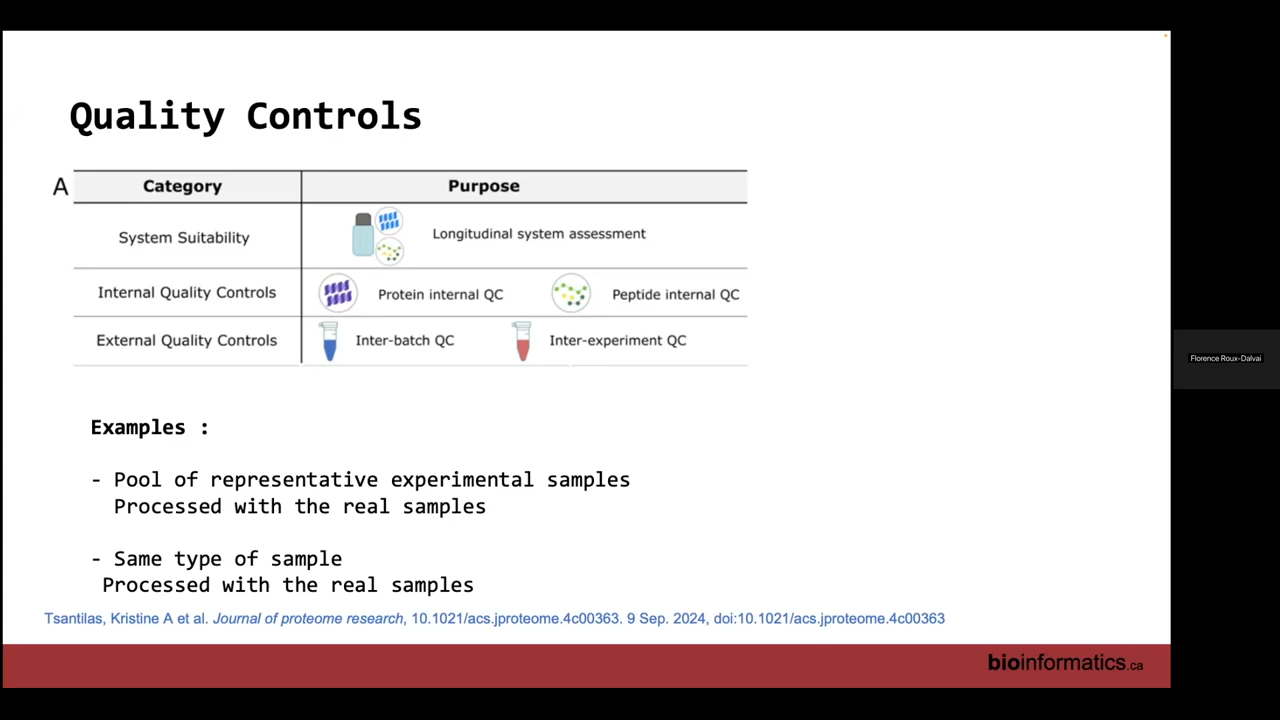 Quality Controls
A
Category Purpose
System Suitability Longitudinal system assessment
Internal Quality Controls Protein internal QC Peptide internal QC
External Quality Controls Inter-batch QC Inter-experiment QC
Examples :
- Pool of representative experimental samples
Processed with the real samples
- Same type of sample
Processed with the real samples
Tsantilas, Kristine A et al. Journal of proteome research, 10.1021/acs.jproteome.4c00363. 9 Sep. 2024, doi:10.1021/acs.jproteome.4c00363
bioinformatics.ca
Florence Roux-Dalvai